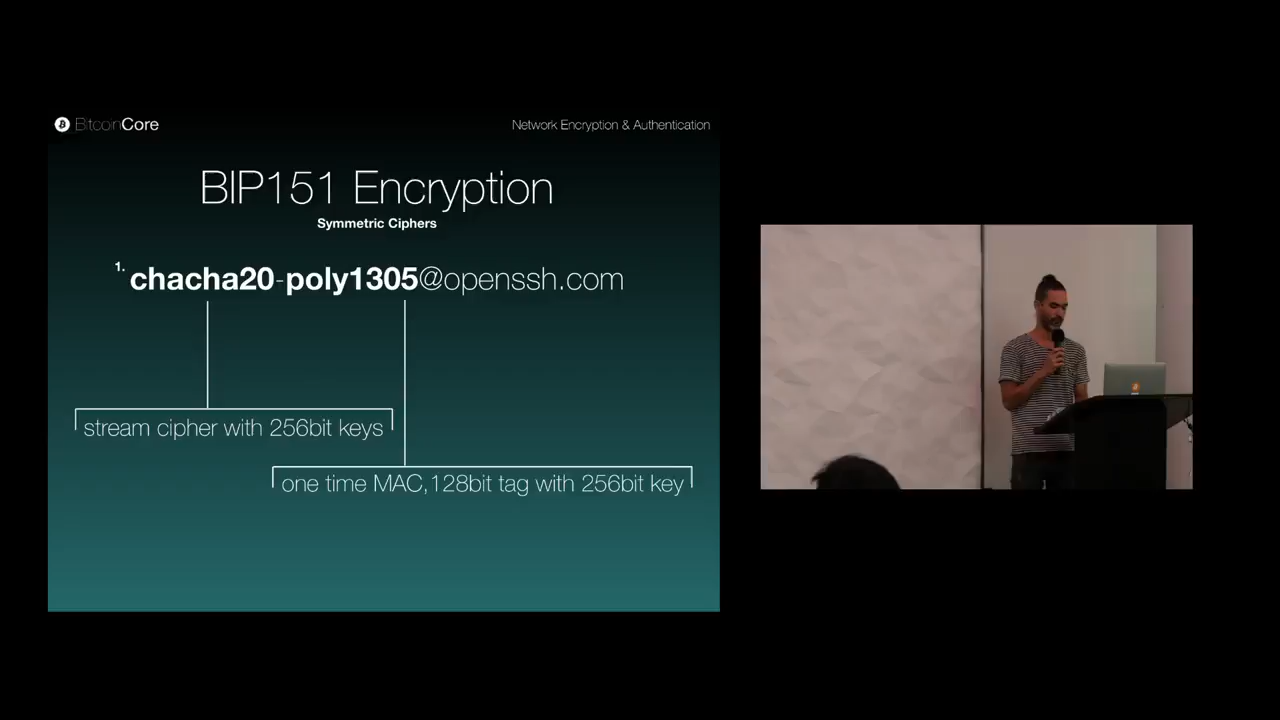 BitcoinCore
Network Encryption & Authentication
BIP151 Encryption
Symmetric Ciphers
1. chacha20-poly1305@openssh.com
stream cipher with 256bit keys
one time MAC,128bit tag with 256bit key